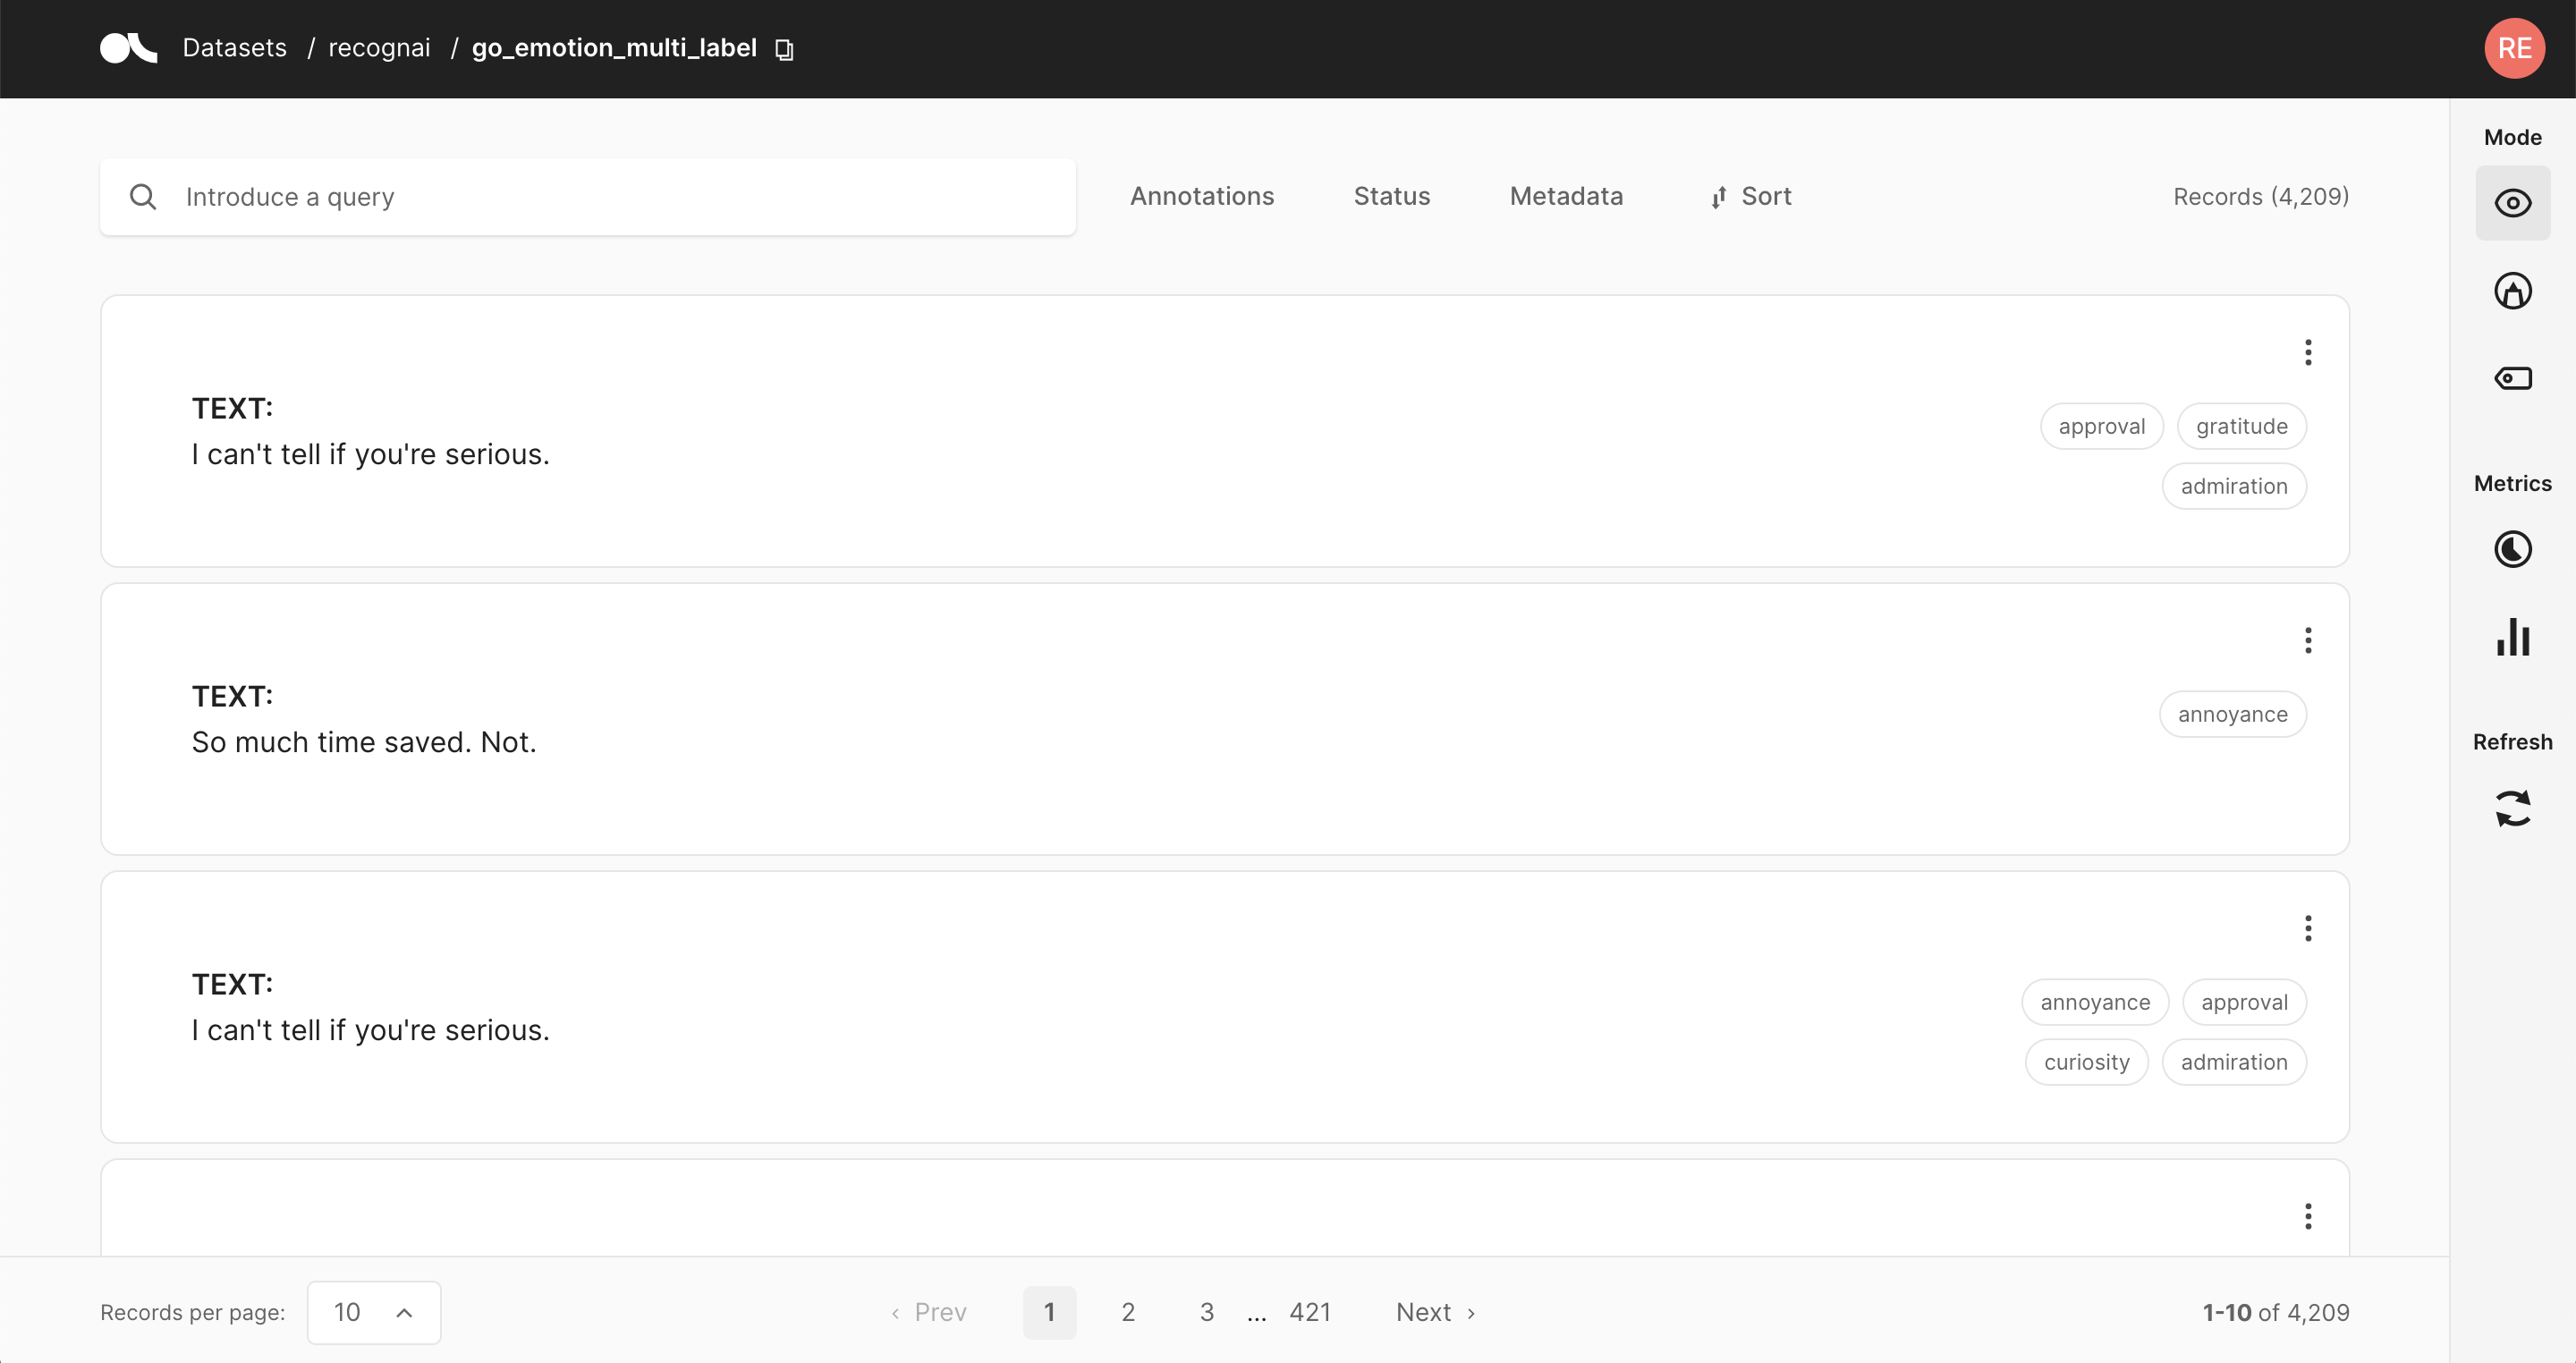 Datasets / recognai / go_emotion_multi_label
RE
Introduce a query
Annotations Status Metadata Sort Records (4,209)
Mode
TEXT:
I can't tell if you're serious.
approval gratitude
admiration
Metrics
TEXT:
So much time saved. Not.
annoyance
Refresh
TEXT:
I can't tell if you're serious.
annoyance approval
curiosity admiration
Records per page: 10 ‹ Prev 1 2 3 ... 421 Next › 1-10 of 4,209